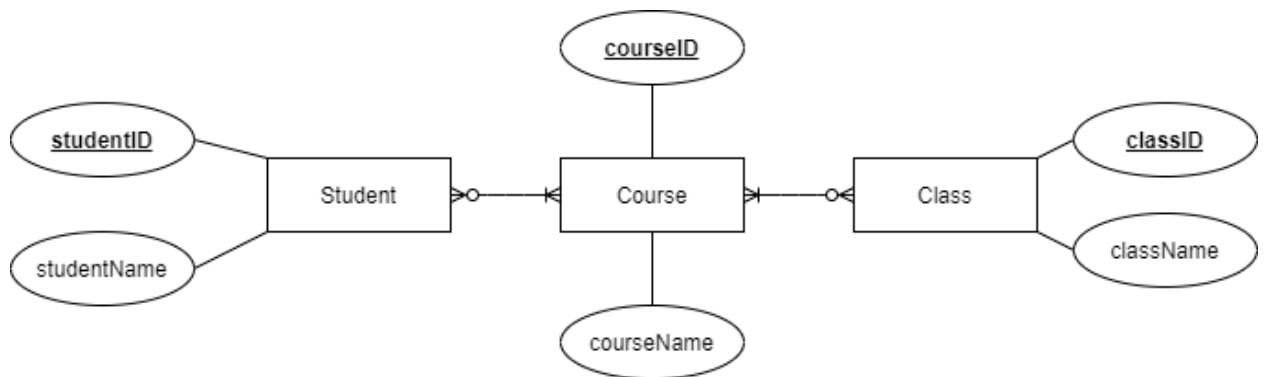 courseID
studentID
classID
Student
Course
Class
studentName
className
courseName